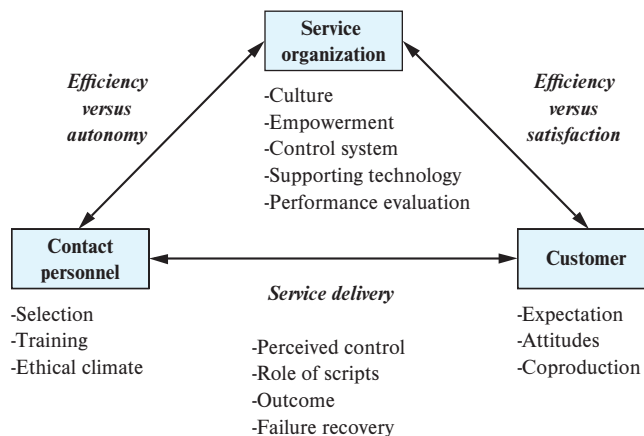 Service
organization
Efficiency
versus
autonomy
Efficiency
versus
satisfaction
-Culture
-Empowerment
-Control system
-Supporting technology
-Performance evaluation
Contact
personnel
Customer
Service delivery
-Selection
-Training
-Ethical climate
-Perceived control
-Role of scripts
-Outcome
-Failure recovery
-Expectation
-Attitudes
-Coproduction